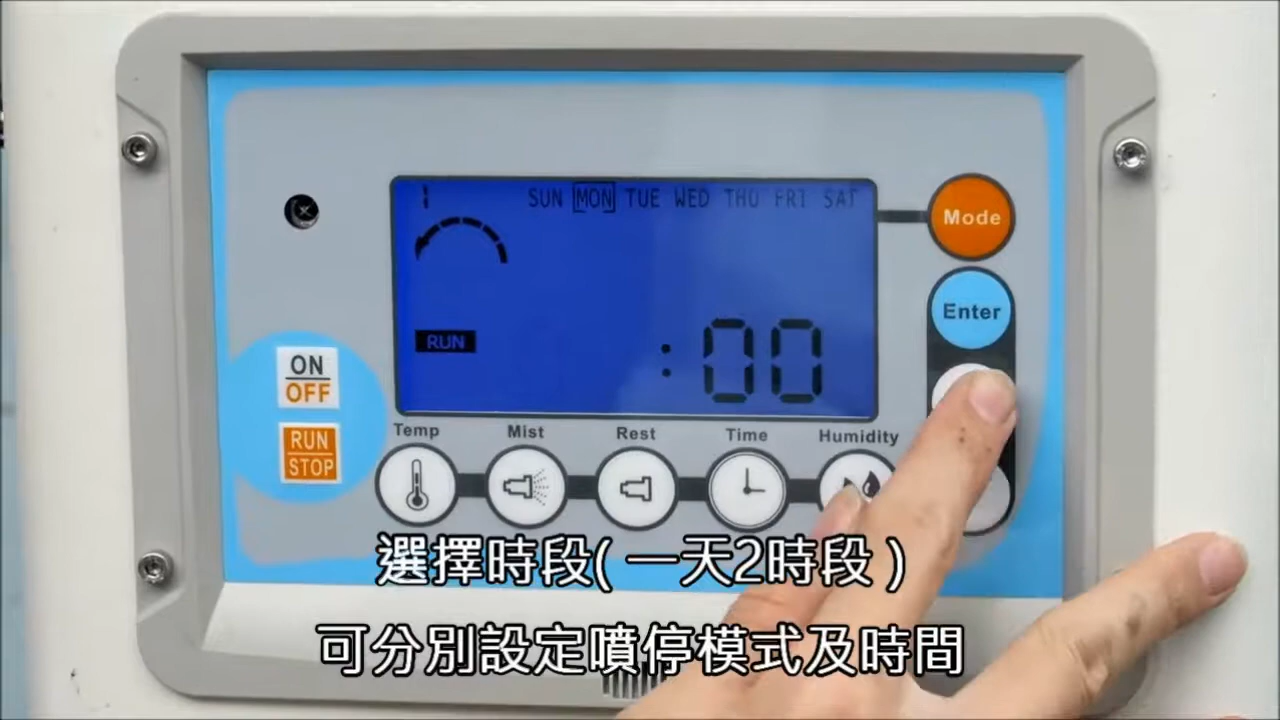 1 SUN MON TUE WED THU FRI SAT
Mode
Enter
RUN
:00
ON
OFF
RUN
STOP
Temp Mist Rest Time Humidity
選擇時段( 一天2時段 )
可分別設定噴停模式及時間